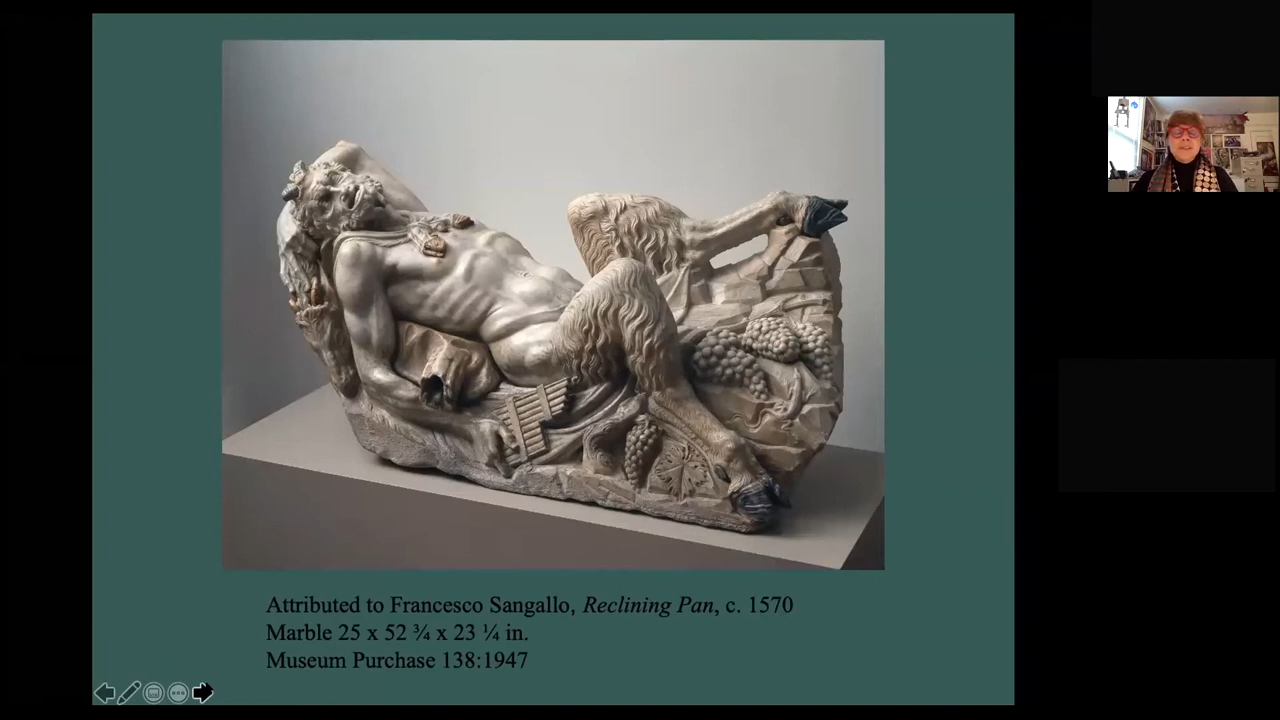 Attributed to Francesco Sangallo, Reclining Pan, c. 1570
Marble 25 x 52 ¾ x 23 ¼ in.
Museum Purchase 138:1947